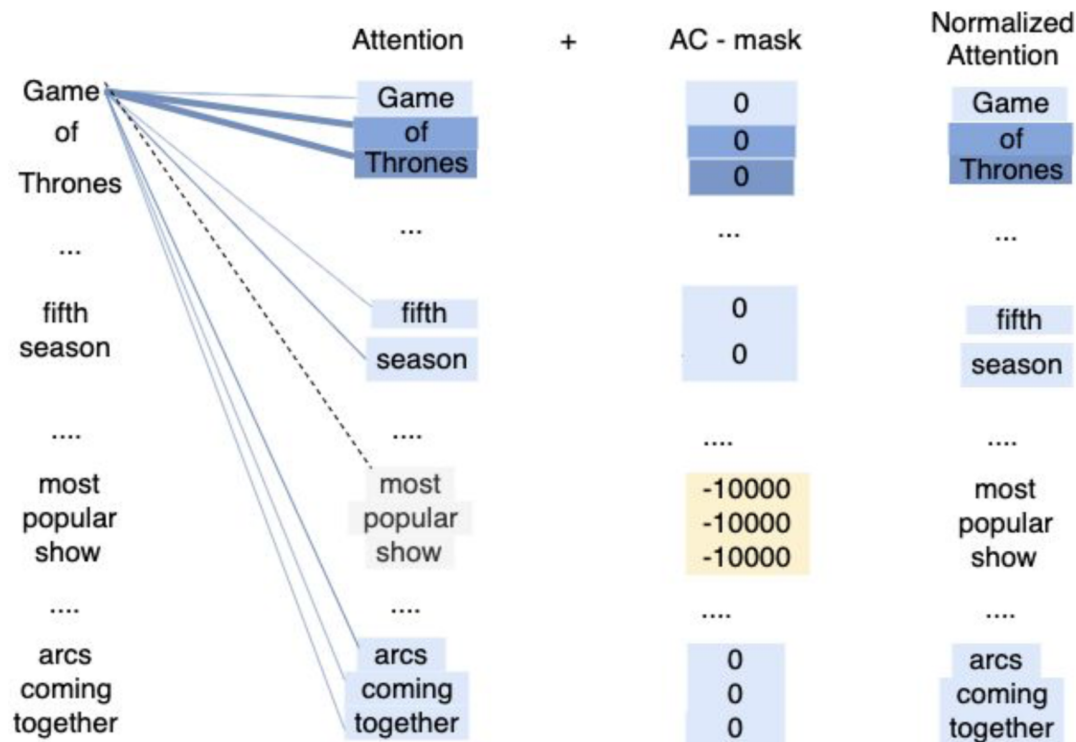 Attention + AC - mask Normalized Attention
Game Game 0 Game
of of 0 of
Thrones Thrones 0 Thrones
... ... ... ...
fifth fifth 0 fifth
season season 0 season
.... .... .... ....
most most -10000 most
popular popular -10000 popular
show show -10000 show
.... .... .... ....
arcs arcs 0 arcs
coming coming 0 coming
together together 0 together